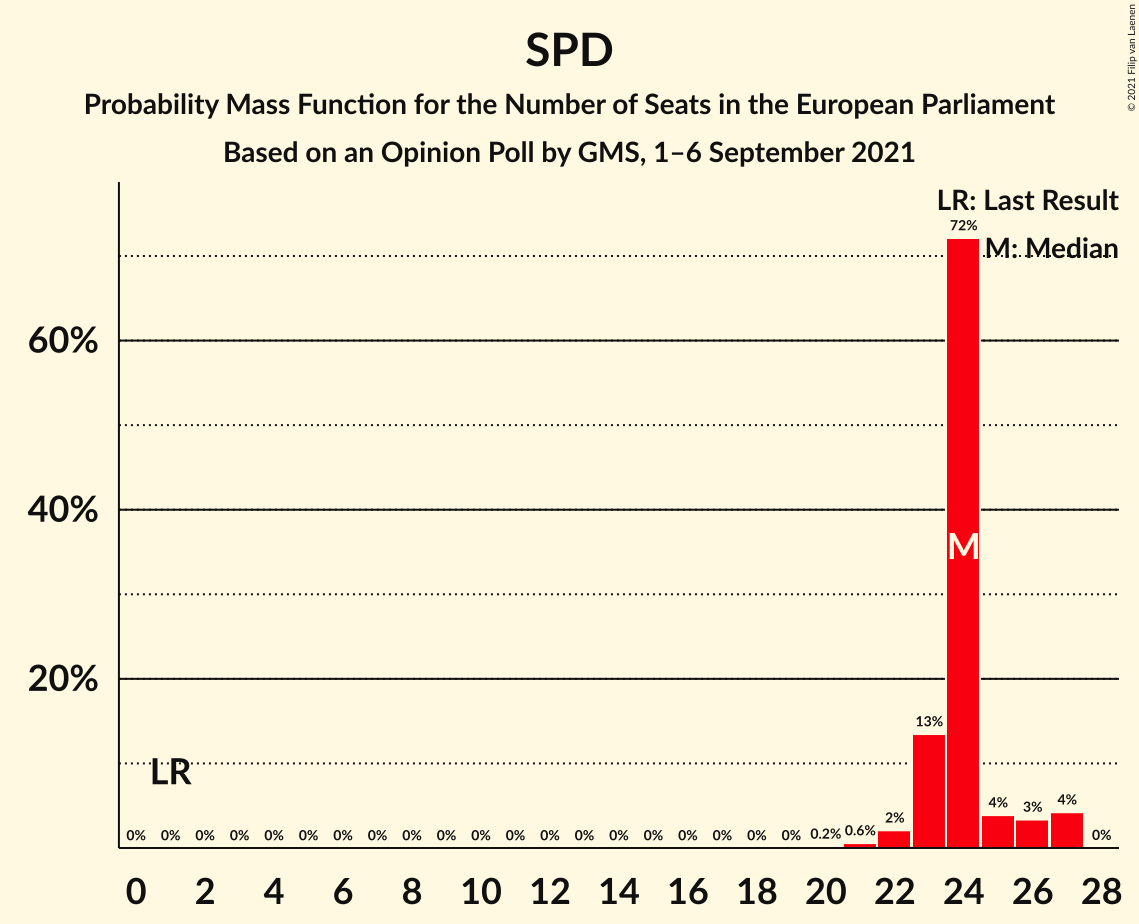 SPD
Probability Mass Function for the Number of Seats in the European Parliament
Based on an Opinion Poll by GMS, 1–6 September 2021
© 2021 Filip van Laenen
LR: Last Result
M: Median
72%
60%
40%
M
20%
13%
LR
0% 0% 0% 0% 0% 0% 0% 0% 0% 0% 0% 0% 0% 0% 0% 0% 0% 0% 0% 0% 0.2% 0.6% 2% 4% 3% 4% 0%
0 2 4 6 8 10 12 14 16 18 20 22 24 26 28